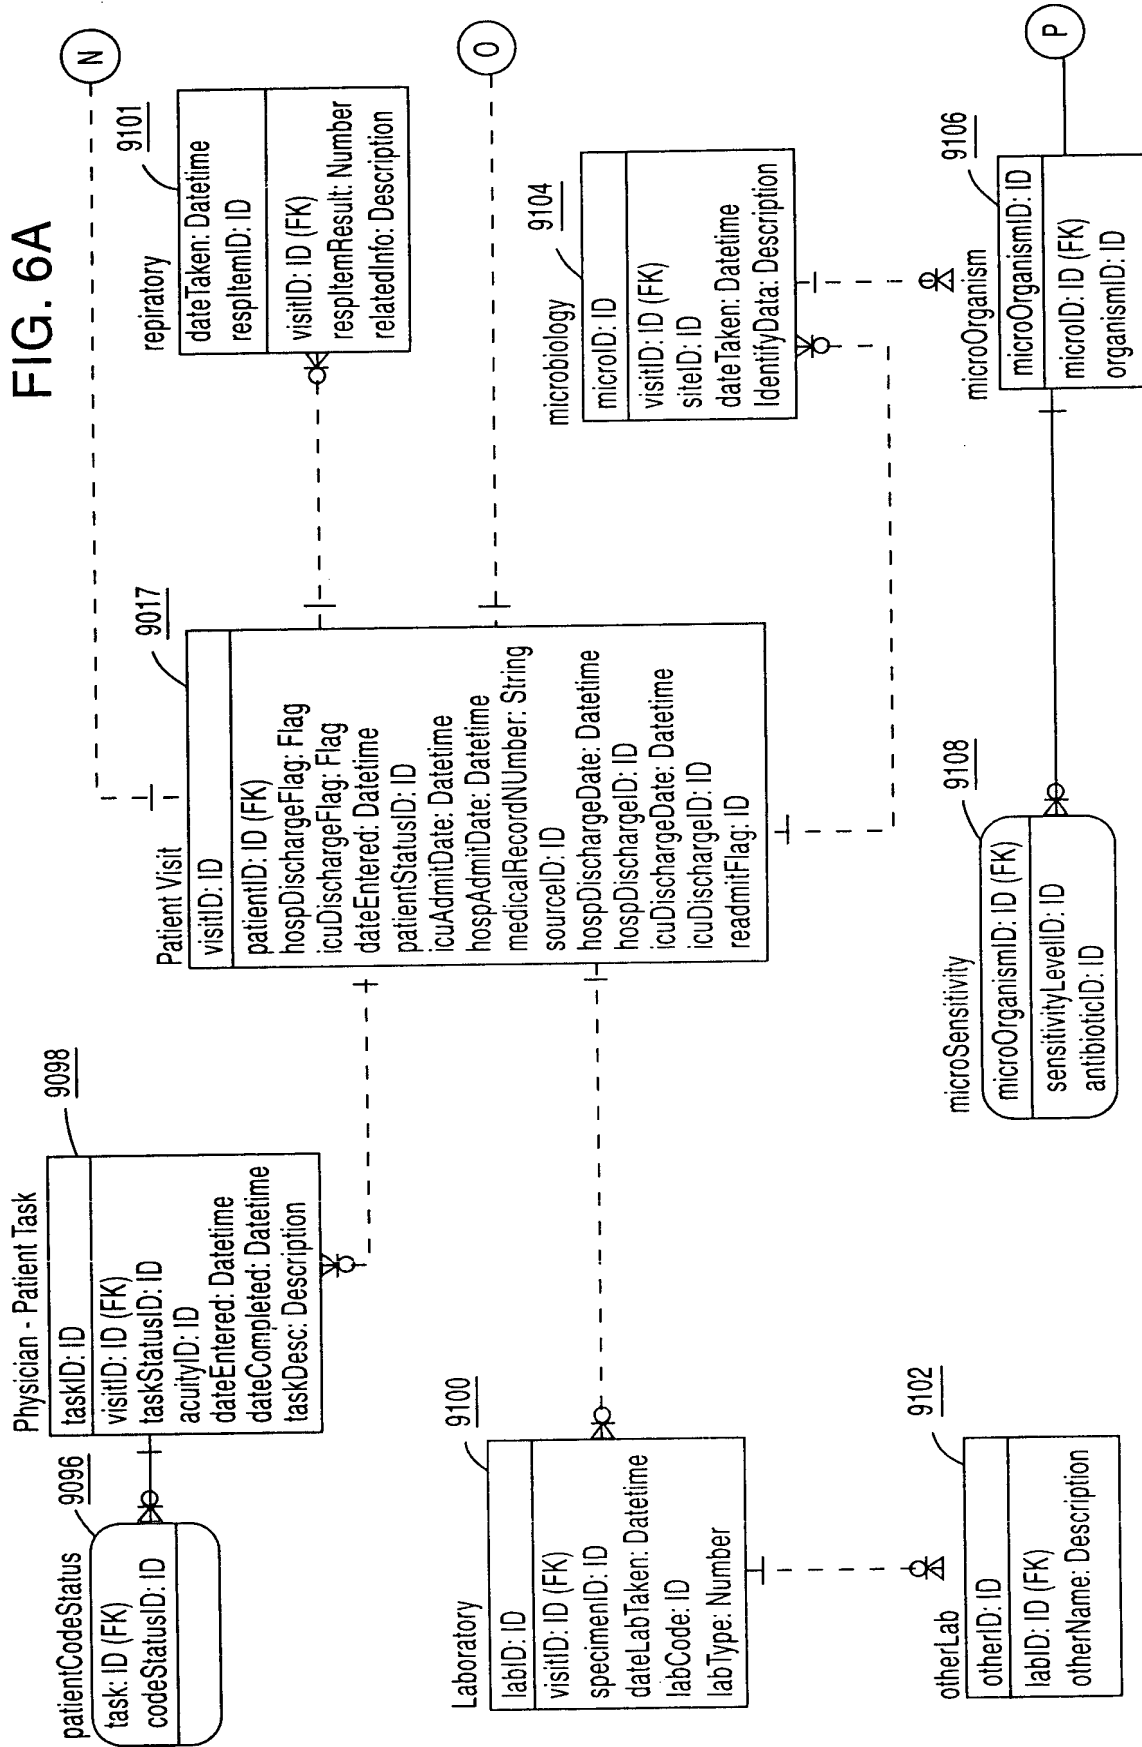 FIG. 6A
Physician - Patient Task
9098
taskID: ID
visitID: ID (FK)
taskStatusID: ID
acuityID: ID
dateEntered: Datetime
dateCompleted: Datetime
taskDesc: Description
patientCodeStatus
9096
task: ID (FK)
codeStatusID: ID
Patient Visit
9017
visitID: ID
patientID: ID (FK)
hospDischargeFlag: Flag
icuDischargeFlag: Flag
dateEntered: Datetime
patientStatusID: ID
icuAdmitDate: Datetime
hospAdmitDate: Datetime
medicalRecordNUmber: String
sourceID: ID
hospDischargeDate: Datetime
hospDischargeID: ID
icuDischargeDate: Datetime
icuDischargeID: ID
readmitFlag: ID
N
repiratory
9101
dateTaken: Datetime
respItemID: ID
visitID: ID (FK)
respItemResult: Number
relatedInfo: Description
O
Laboratory
9100
labID: ID
visitID: ID (FK)
specimenID: ID
dateLabTaken: Datetime
labCode: ID
labType: Number
microbiology
9104
microID: ID
visitID: ID (FK)
siteID: ID
dateTaken: Datetime
IdentifyData: Description
otherLab
9102
otherID: ID
labID: ID (FK)
otherName: Description
microSensitivity
9108
microOrganismID: ID (FK)
sensitivityLevelID: ID
antibioticID: ID
microOrganism
9106
microOrganismID: ID
microID: ID (FK)
organismID: ID
P